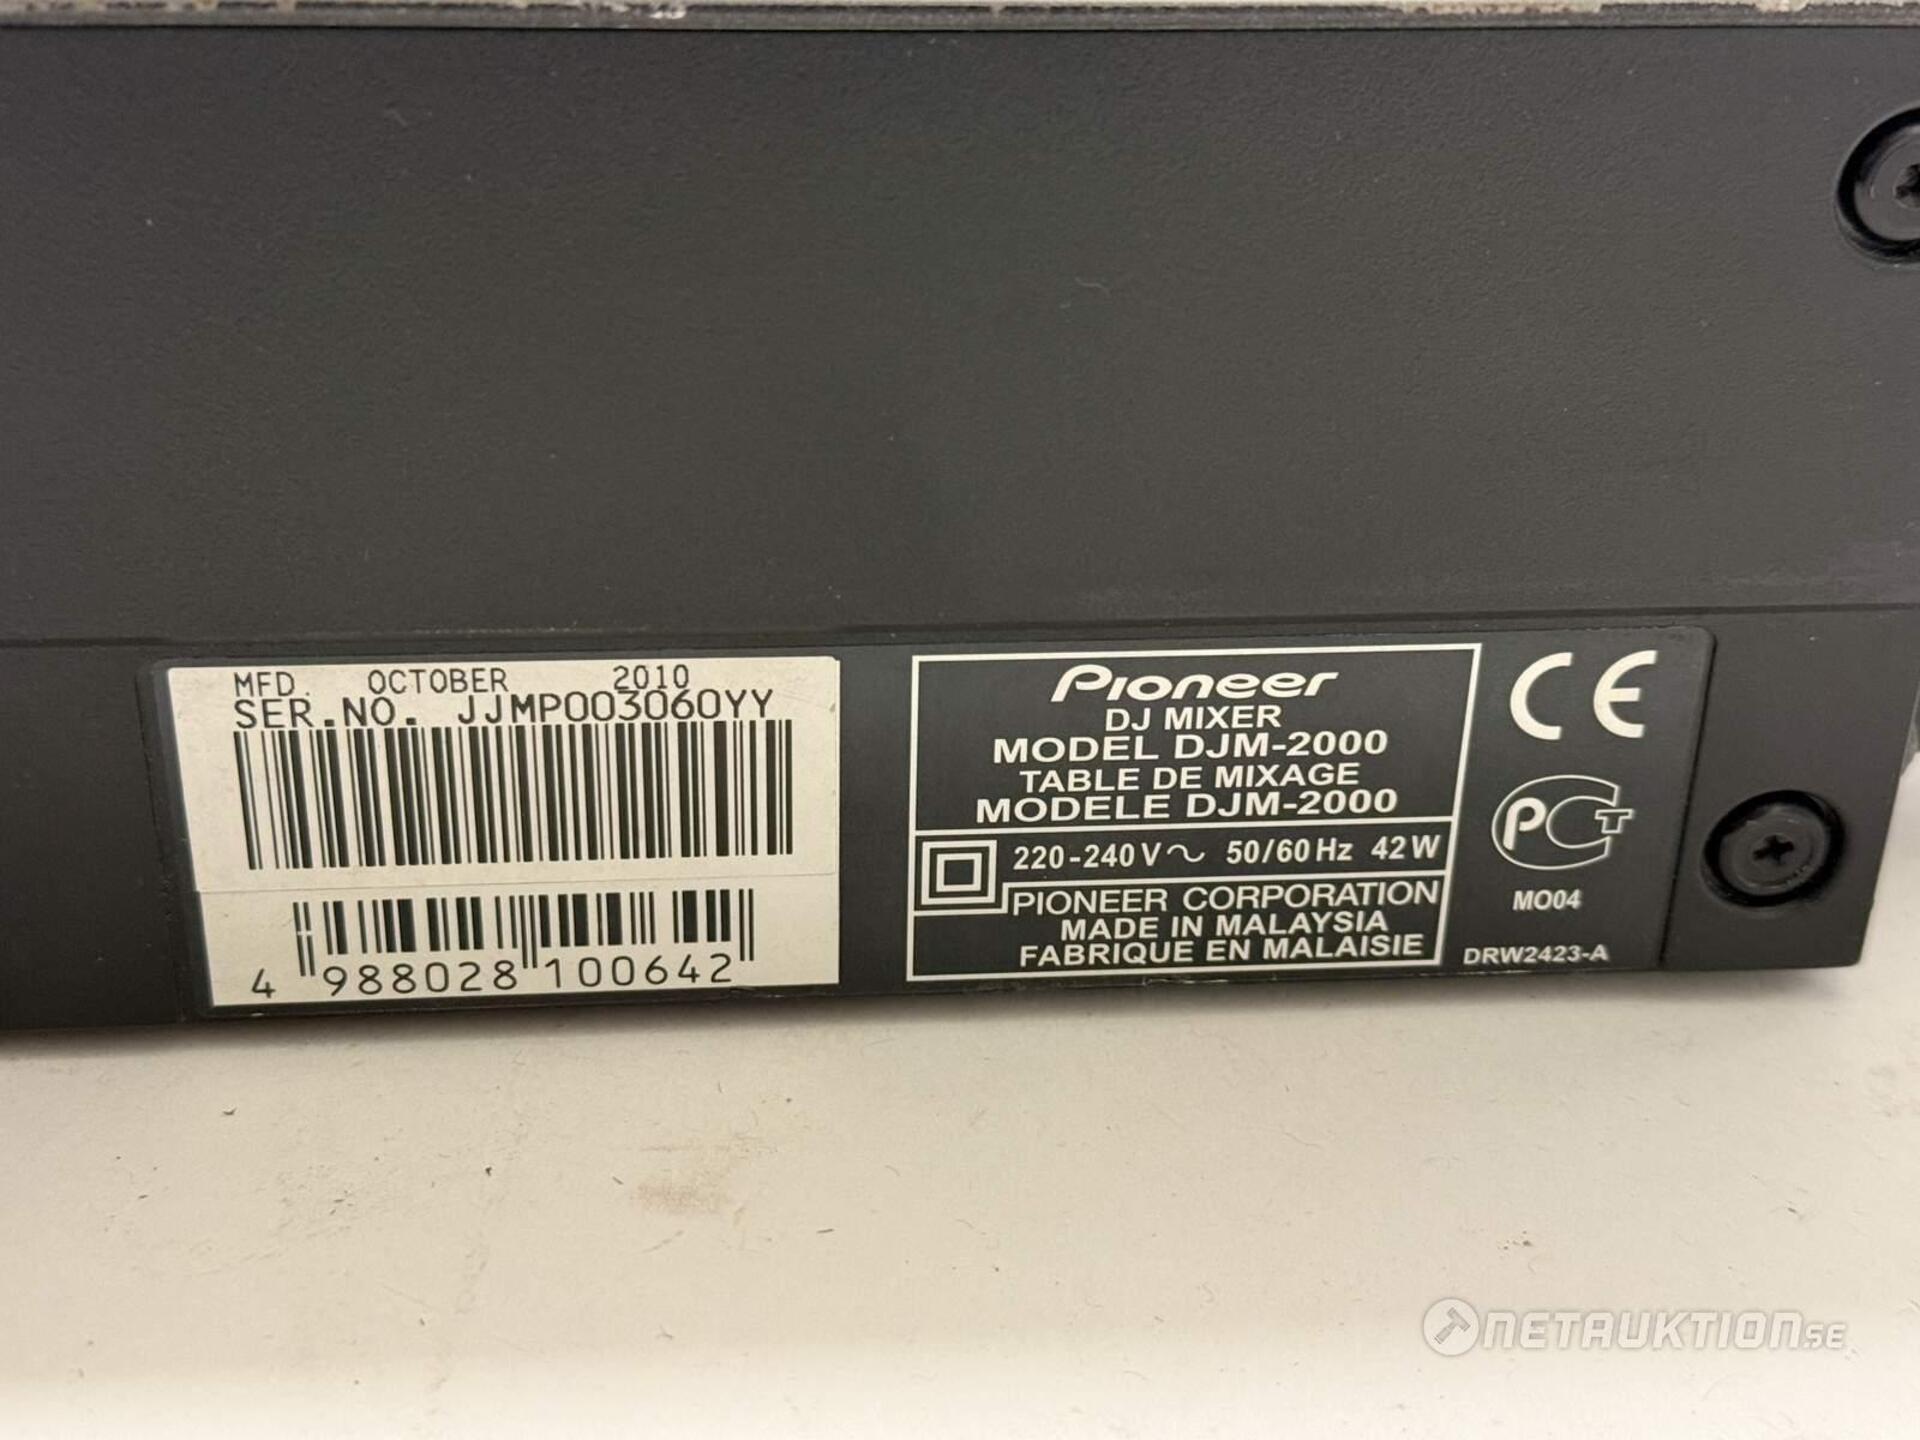 MFD. OCTOBER 2010
SER.NO. JJMP003060YY
4 988028 100642
Pioneer
DJ MIXER
MODEL DJM-2000
TABLE DE MIXAGE
MODELE DJM-2000
220-240V~ 50/60Hz 42W
PIONEER CORPORATION
MADE IN MALAYSIA
FABRIQUE EN MALAISIE
CE
PCT
MO04
DRW2423-A
NETAUKTION.SE